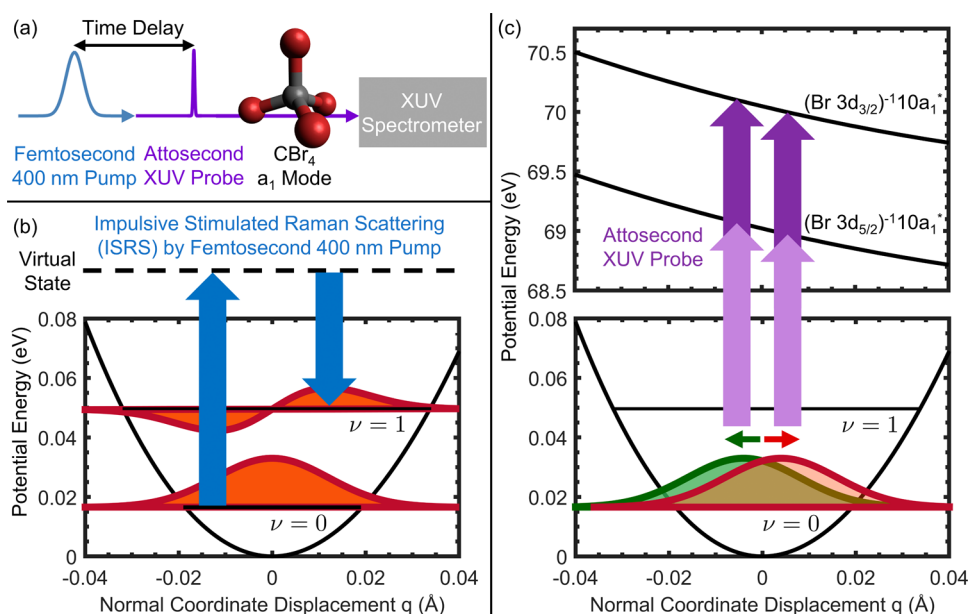 (a)
Time Delay
XUV
Spectrometer
Femtosecond
400 nm Pump
Attosecond
XUV Probe
CBr4
a1 Mode
(b)
Impulsive Stimulated Raman Scattering
(ISRS) by Femtosecond 400 nm Pump
Virtual
State
Potential Energy (eV)
0.08
0.06
0.04
0.02
0
ν = 1
ν = 0
-0.04
-0.02
0
0.02
0.04
Normal Coordinate Displacement q (Å)
(c)
Potential Energy (eV)
70.5
70
69.5
69
68.5
(Br 3d3/2)-110a1*
(Br 3d5/2)-110a1*
Attosecond
XUV Probe
0.08
0.06
0.04
0.02
0
ν = 1
ν = 0
-0.04
-0.02
0
0.02
0.04
Normal Coordinate Displacement q (Å)